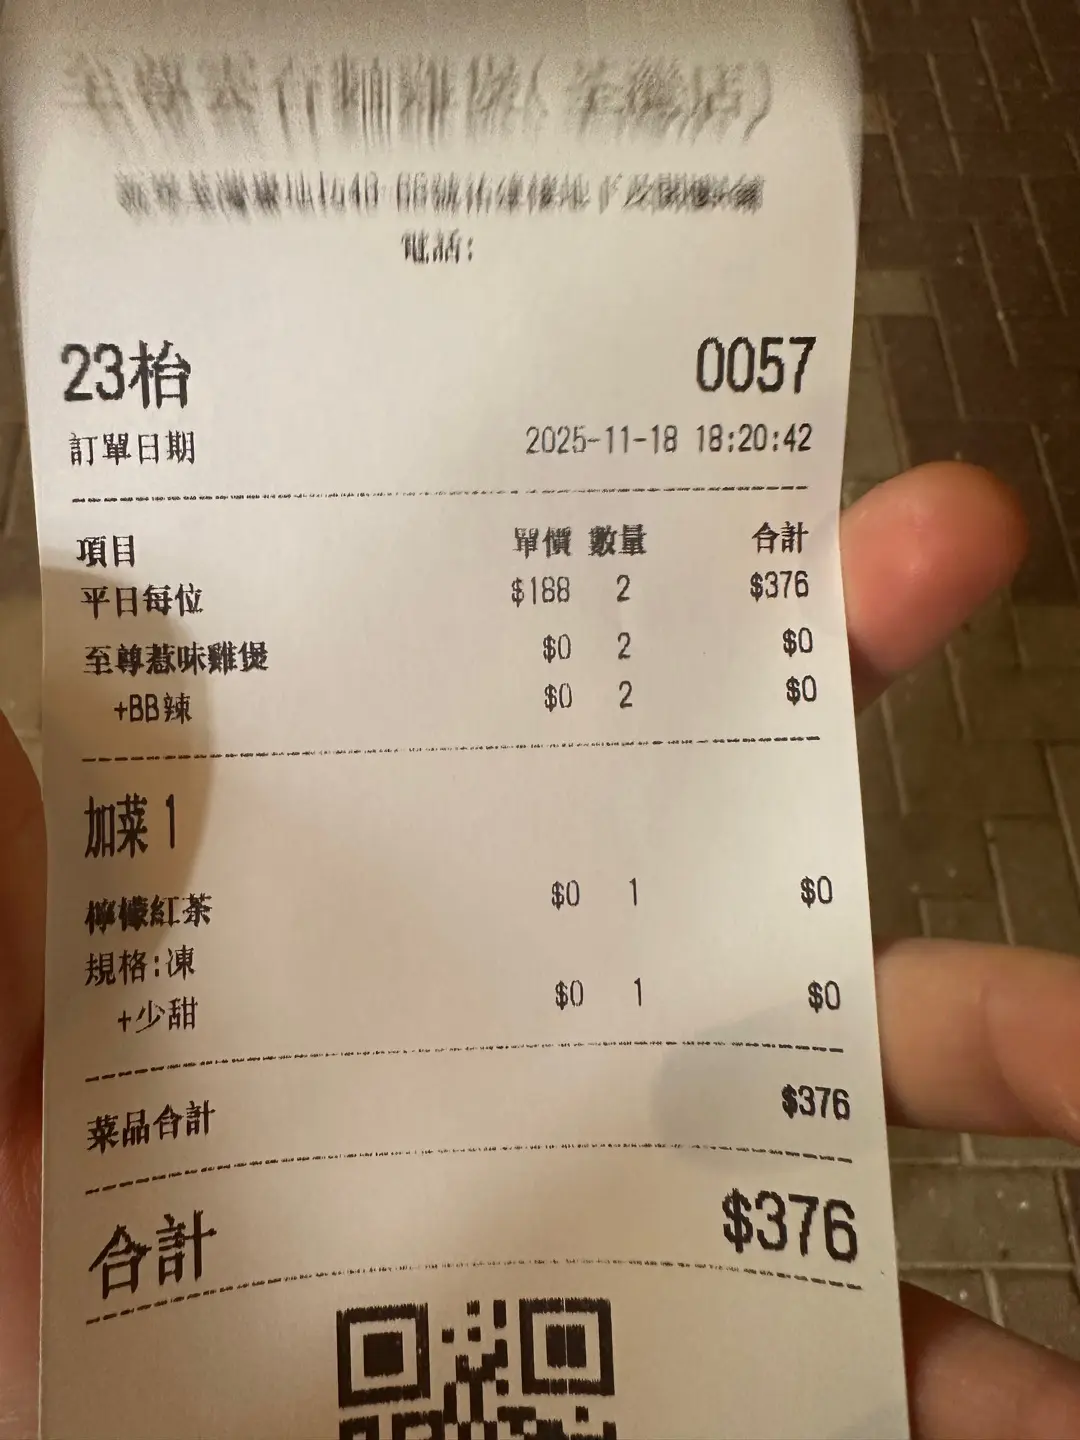 23枱 0057
訂單日期 2025-11-18 18:20:42
項目 單價 數量 合計
平日每位 $188 2 $376
至尊惹味雞煲 $0 2 $0
+BB辣 $0 2 $0
加菜 1
檸檬紅茶 $0 1 $0
規格:凍
+少甜 $0 1 $0
菜品合計 $376
合計 $376